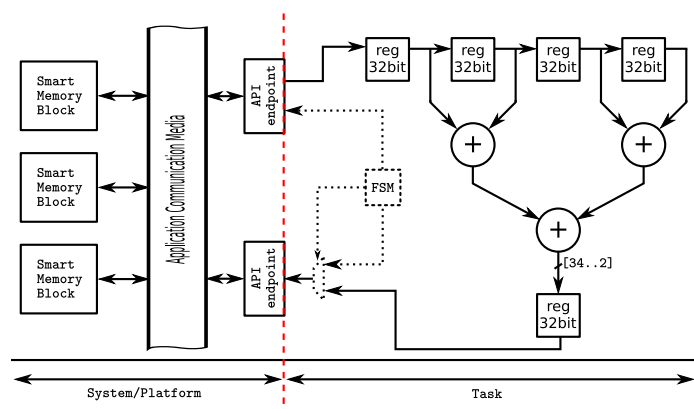 Smart
Memory
Block
Smart
Memory
Block
Smart
Memory
Block
Application Communication Media
API
endpoint
API
endpoint
FSM
reg
32bit
reg
32bit
reg
32bit
reg
32bit
+
+
+
[34..2]
reg
32bit
System/Platform
Task